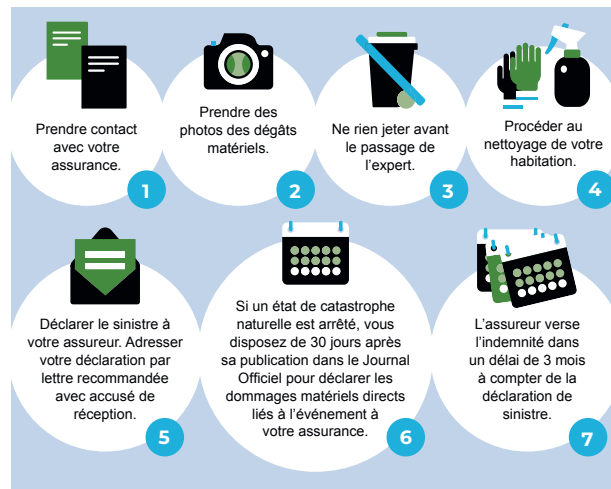 Prendre contact
avec votre
assurance.
1
Prendre des
photos des dégâts
matériels.
2
Ne rien jeter avant
le passage de
l'expert.
3
Procéder au
nettoyage de votre
habitation.
4
Déclarer le sinistre à
votre assureur. Adresser
votre déclaration par
lettre recommandée
avec accusé de
réception.
5
Si un état de catastrophe
naturelle est arrêté, vous
disposez de 30 jours après
sa publication dans le Journal
Officiel pour déclarer les
dommages matériels directs
liés à l'événement à
votre assurance.
6
L'assureur verse
l'indemnité dans
un délai de 3 mois
à compter de la
déclaration de
sinistre.
7